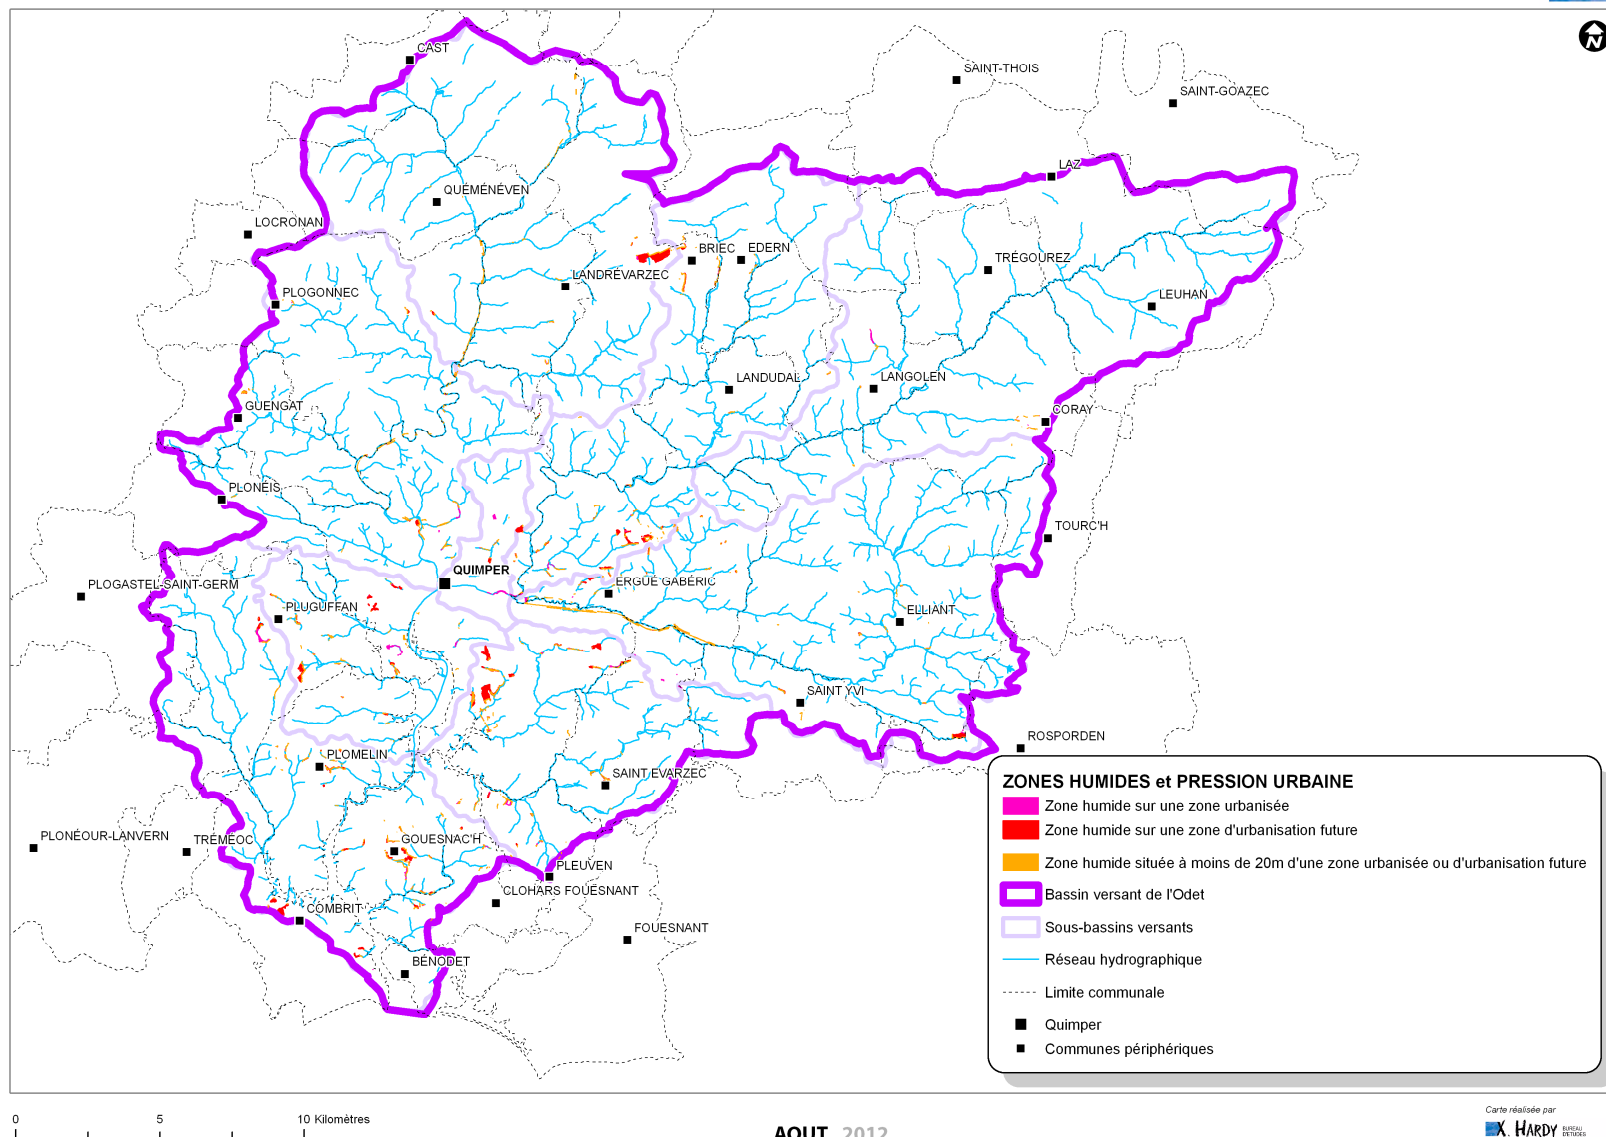 CAST
SAINT-THOIS
SAINT-GOAZEC
LAZ
QUÉMÉNÉVEN
LOCRONAN
BRIEC
EDERN
TRÉGOUREZ
LANDRÉVARZEC
PLOGONNEC
LEUHAN
LANDUDAL
LANGOLEN
GUENGAT
CORAY
PLONÉIS
TOURC'H
QUIMPER
PLOGASTEL-SAINT-GERM
ERGUÉ GABÉRIC
PLUGUFFAN
ELLIANT
SAINT YVI
ROSPORDEN
PLOMELIN
SAINT EVARZEC
PLONÉOUR-LANVERN
TRÉMÉOC
GOUESNAC'H
PLEUVEN
CLOHARS FOUESNANT
COMBRIT
FOUESNANT
BÉNODET
ZONES HUMIDES et PRESSION URBAINE
Zone humide sur une zone urbanisée
Zone humide sur une zone d'urbanisation future
Zone humide située à moins de 20m d'une zone urbanisée ou d'urbanisation future
Bassin versant de l'Odet
Sous-bassins versants
Réseau hydrographique
Limite communale
Quimper
Communes périphériques
0 5 10 Kilomètres
AOUT 2012
Carte réalisée par
X. HARDY BUREAU D'ETUDES
N